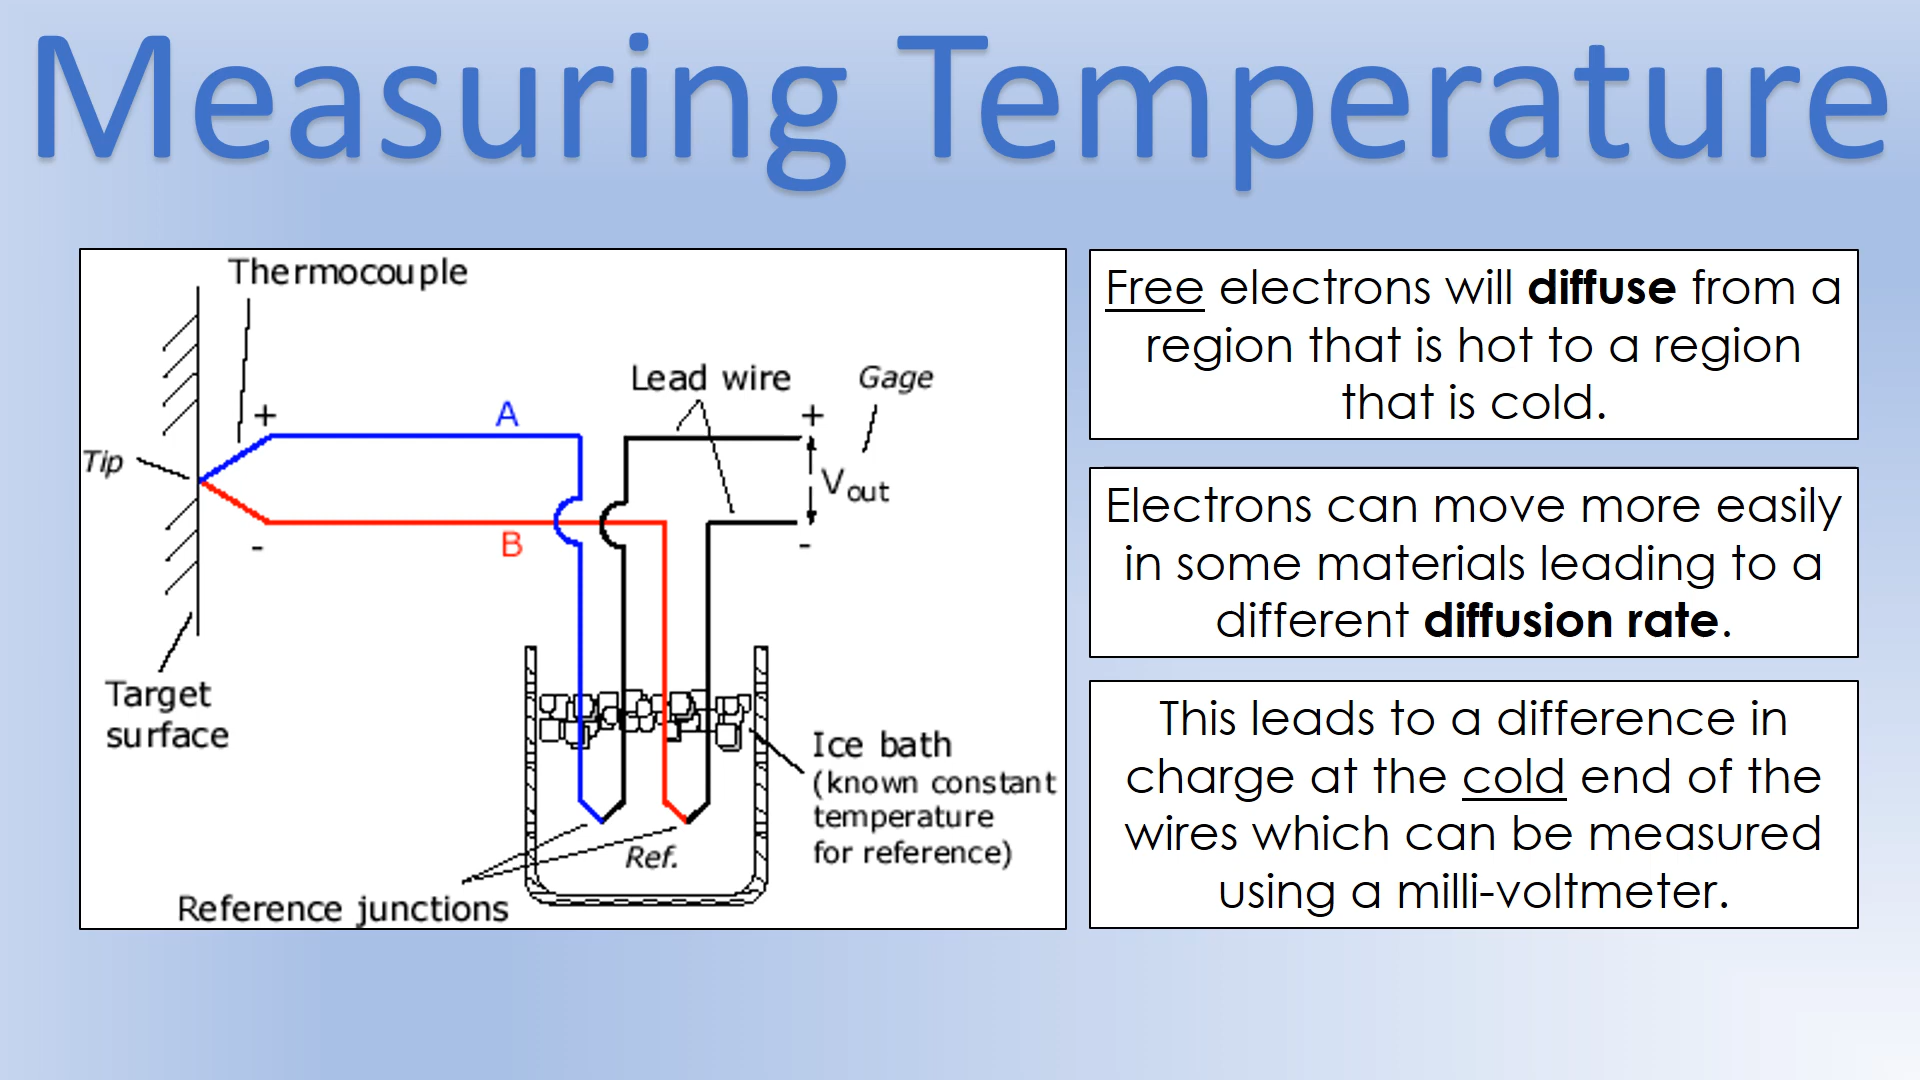 Measuring Temperature
Thermocouple
Lead wire
Gage
+
A
+
Tip
V out
-
B
-
Target
surface
Ice bath
(known constant
temperature
for reference)
Ref.
Reference junctions
Free electrons will diffuse from a
region that is hot to a region
that is cold.
Electrons can move more easily
in some materials leading to a
different diffusion rate.
This leads to a difference in
charge at the cold end of the
wires which can be measured
using a milli-voltmeter.